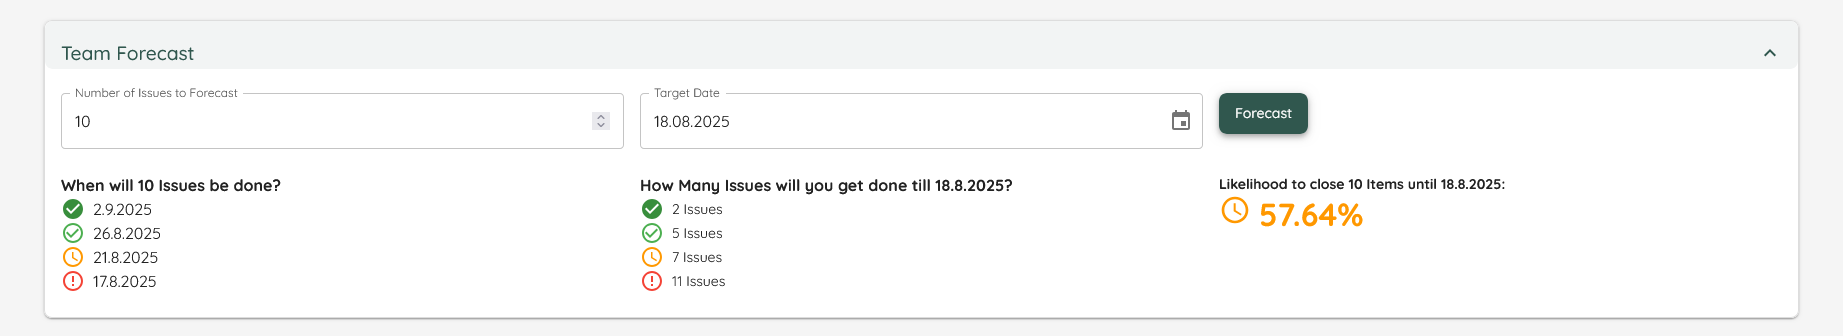 Team Forecast
Number of Issues to Forecast
10
Target Date
18.08.2025
Forecast
When will 10 Issues be done?
2.9.2025
26.8.2025
21.8.2025
17.8.2025
How Many Issues will you get done till 18.8.2025?
2 Issues
5 Issues
7 Issues
11 Issues
Likelihood to close 10 Items until 18.8.2025:
57.64%